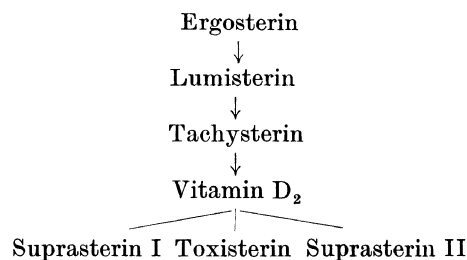 Ergosterin
Lumisterin
Tachysterin
Vitamin D₂
Suprasterin I Toxisterin Suprasterin II